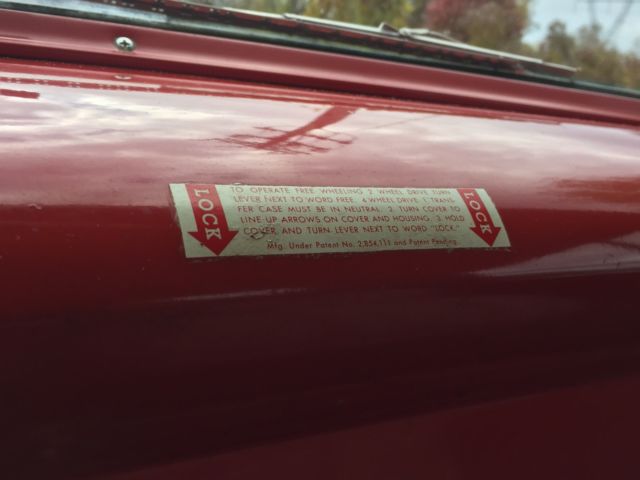 LOCK
TO OPERATE FREE WHEELING 2 WHEEL DRIVE TURN
LEVER NEXT TO WORD FREE. 4 WHEEL DRIVE 1. TRANS-
FER CASE MUST BE IN NEUTRAL. 2. TURN COVER TO
LINE UP ARROWS ON COVER AND HOUSING. 3. HOLD
COVER AND TURN LEVER NEXT TO WORD "LOCK."
Mfg. Under Patent No. 2,854,111 and Patent Pending.
LOCK